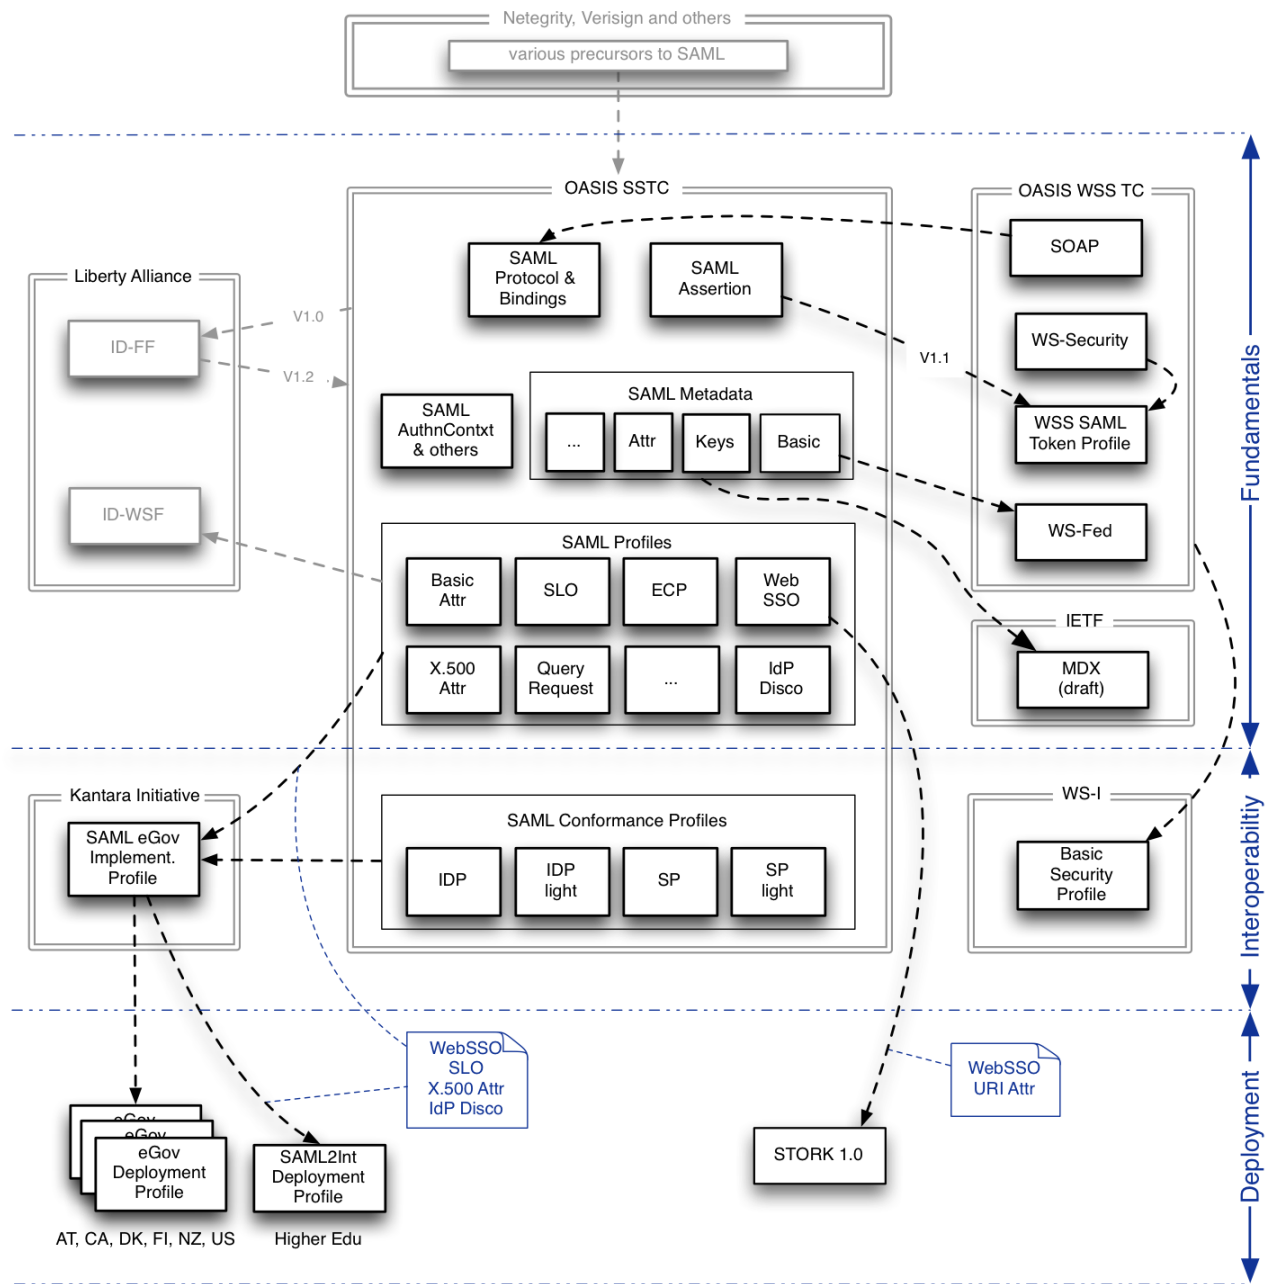 Netegrity, Verisign and others
various precursors to SAML
OASIS SSTC
OASIS WSS TC
SOAP
SAML
Protocol &
Bindings
SAML
Assertion
Liberty Alliance
V1.0
ID-FF
V1.2
WS-Security
V1.1
SAML Metadata
...
Attr
Keys
Basic
SAML
AuthnContxt
& others
WSS SAML
Token Profile
ID-WSF
WS-Fed
SAML Profiles
Basic
Attr
SLO
ECP
Web
SSO
X.500
Attr
Query
Request
...
IdP
Disco
IETF
MDX
(draft)
Fundamentals
Kantara Initiative
SAML eGov
Implement.
Profile
SAML Conformance Profiles
IDP
IDP
light
SP
SP
light
WS-I
Basic
Security
Profile
Interoperabiltiy
WebSSO
SLO
X.500 Attr
IdP Disco
WebSSO
URI Attr
eGov
eGov
eGov
Deployment
Profile
SAML2Int
Deployment
Profile
STORK 1.0
AT, CA, DK, FI, NZ, US
Higher Edu
Deployment